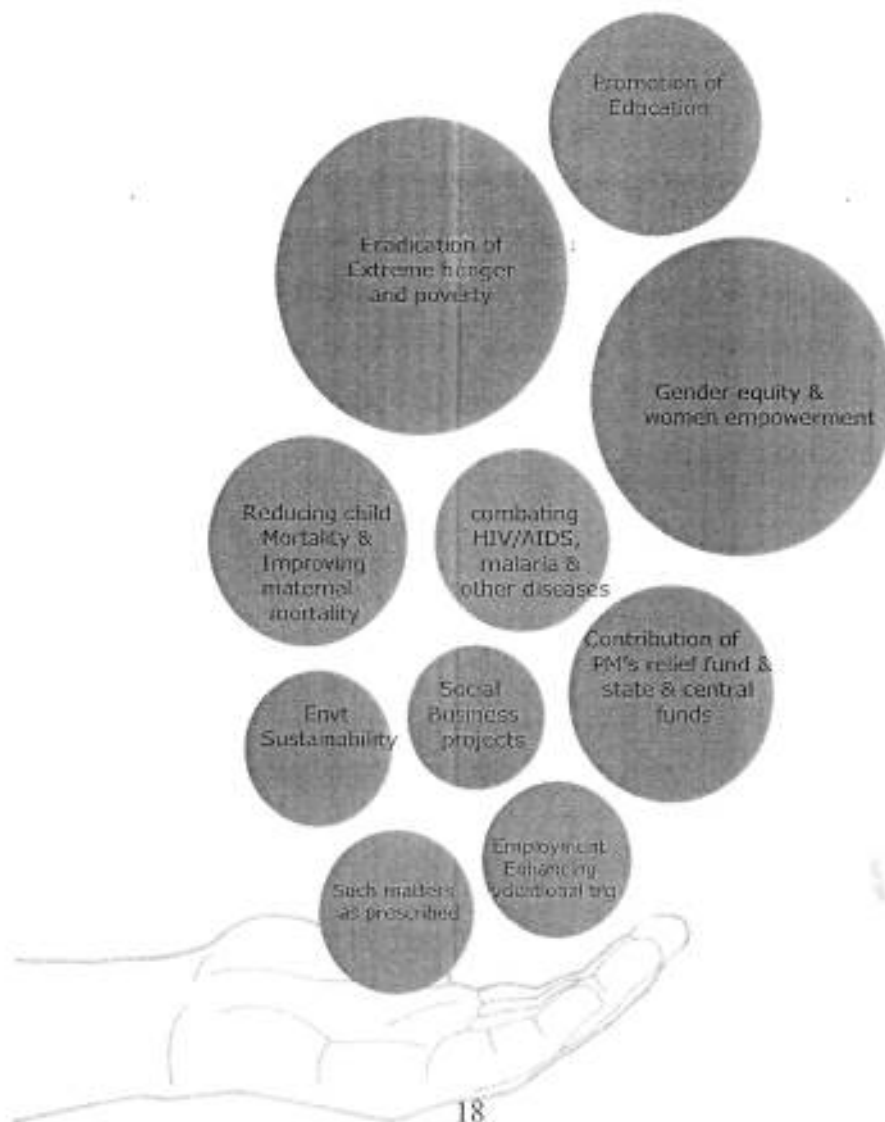 Promotion of
Education
Eradication of
Extreme hunger
and poverty
Gender equity &
women empowerment
Reducing child
Mortality &
Improving
maternal
mortality
combating
HIV/AIDS,
malaria &
other diseases
Contribution of
PM's relief fund &
state & central
funds
Envt
Sustainability
Social
Business
projects
Employment
Enhancing
Vocational trg
Such matters
as prescribed
18